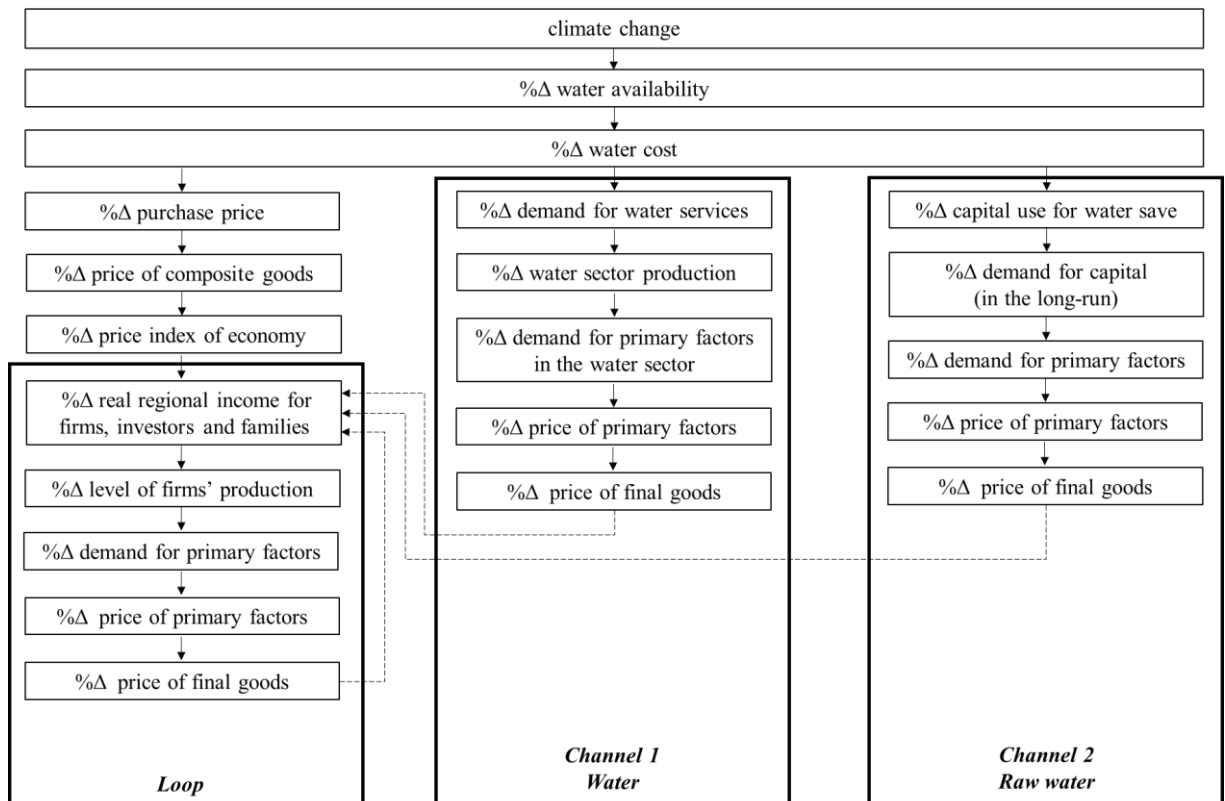 climate change
%Δ water availability
%Δ water cost
%Δ purchase price
%Δ price of composite goods
%Δ price index of economy
%Δ real regional income for
firms, investors and families
%Δ level of firms’ production
%Δ demand for primary factors
%Δ price of primary factors
%Δ price of final goods
Loop
%Δ demand for water services
%Δ water sector production
%Δ demand for primary factors
in the water sector
%Δ price of primary factors
%Δ price of final goods
Channel 1
Water
%Δ capital use for water save
%Δ demand for capital
(in the long-run)
%Δ demand for primary factors
%Δ price of primary factors
%Δ price of final goods
Channel 2
Raw water